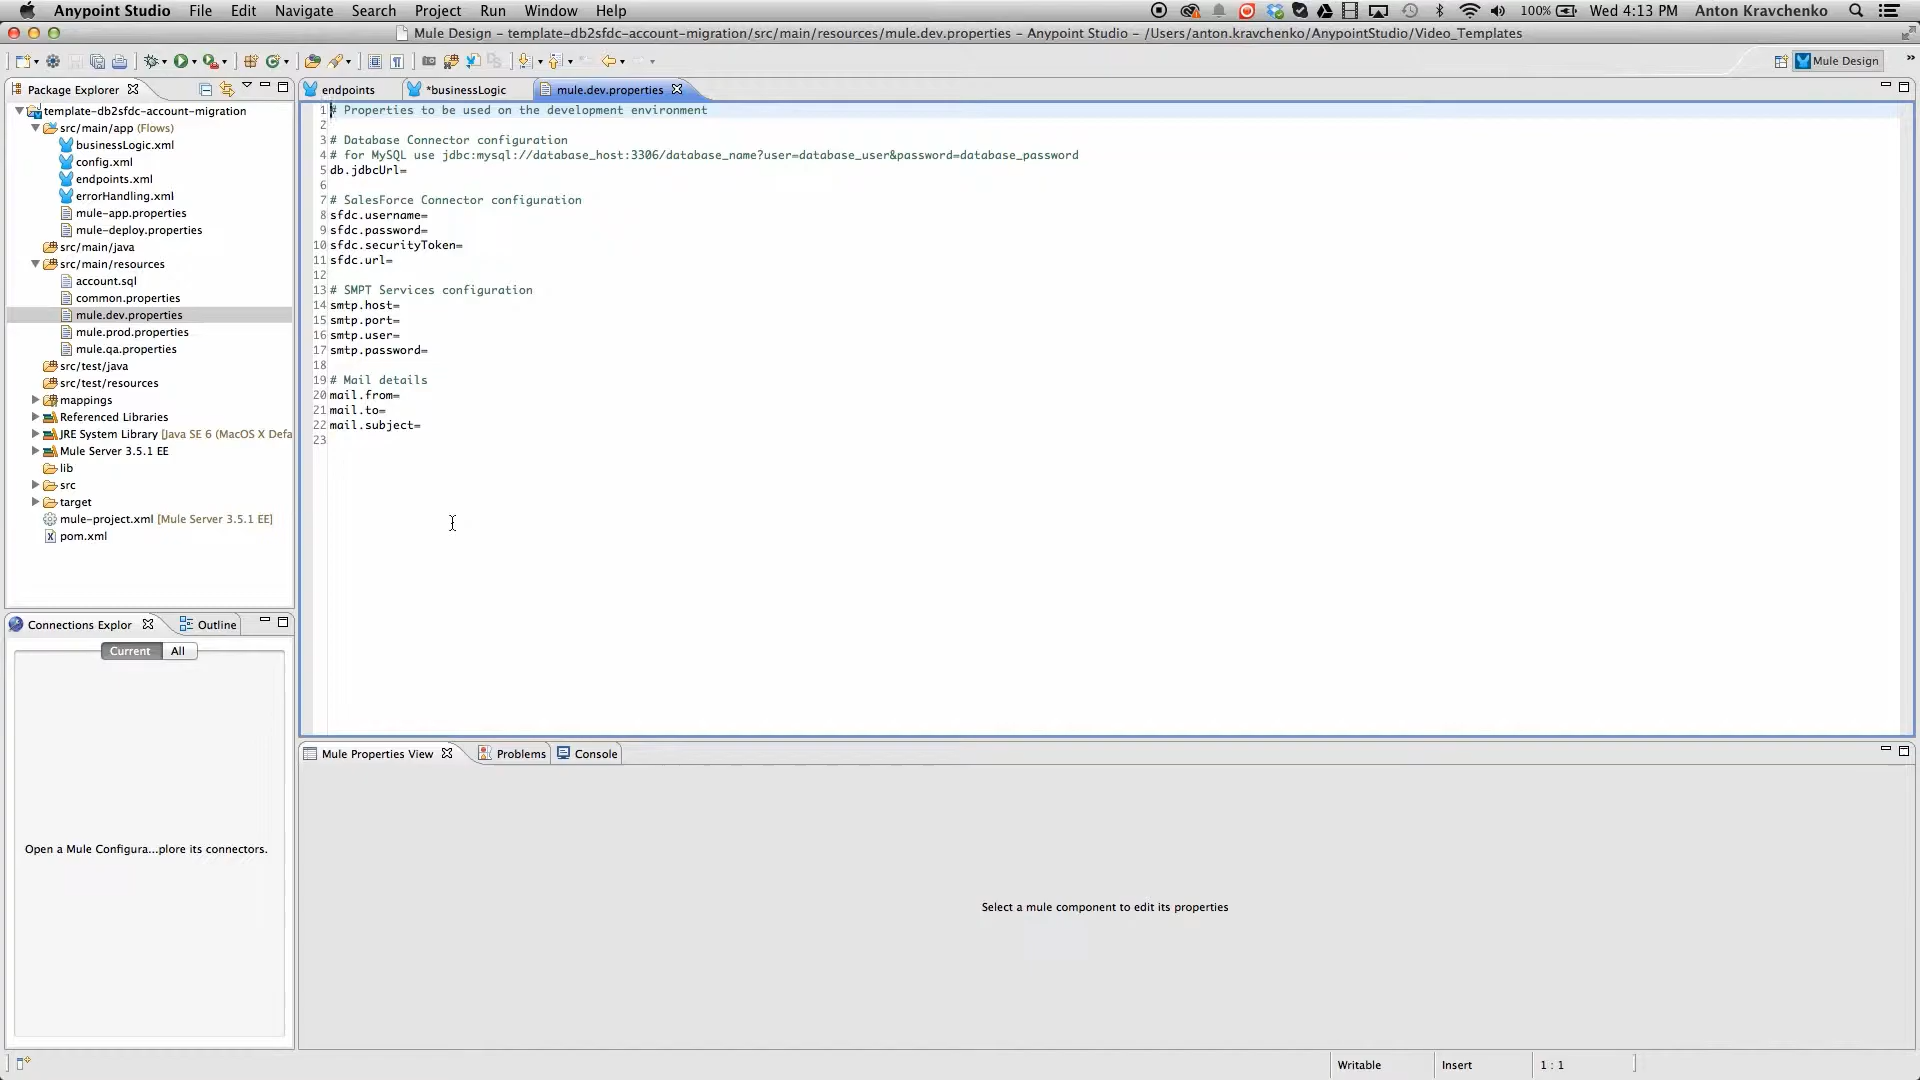 Anypoint Studio File Edit Navigate Search Project Run Window Help 100% Wed 4:13 PM Anton Kravchenko
Mule Design – template-db2sfdc-account-migration/src/main/resources/mule.dev.properties – Anypoint Studio – /Users/anton.kravchenko/AnypointStudio/Video_Templates
Mule Design
Package Explorer
template-db2sfdc-account-migration
src/main/app (Flows)
businessLogic.xml
config.xml
endpoints.xml
errorHandling.xml
mule-app.properties
mule-deploy.properties
src/main/java
src/main/resources
account.sql
common.properties
mule.dev.properties
mule.prod.properties
mule.qa.properties
src/test/java
src/test/resources
mappings
Referenced Libraries
JRE System Library [Java SE 6 (MacOS X Defa
Mule Server 3.5.1 EE
lib
src
target
mule-project.xml [Mule Server 3.5.1 EE]
pom.xml
endpoints *businessLogic mule.dev.properties
1 # Properties to be used on the development environment
2
3 # Database Connector configuration
4 # for MySQL use jdbc:mysql://database_host:3306/database_name?user=database_user&password=database_password
5 db.jdbcUrl=
6
7 # SalesForce Connector configuration
8 sfdc.username=
9 sfdc.password=
10 sfdc.securityToken=
11 sfdc.url=
12
13 # SMPT Services configuration
14 smtp.host=
15 smtp.port=
16 smtp.user=
17 smtp.password=
18
19 # Mail details
20 mail.from=
21 mail.to=
22 mail.subject=
23
Connections Explor Outline
Current All
Open a Mule Configura...plore its connectors.
Mule Properties View Problems Console
Select a mule component to edit its properties
Writable Insert 1 : 1